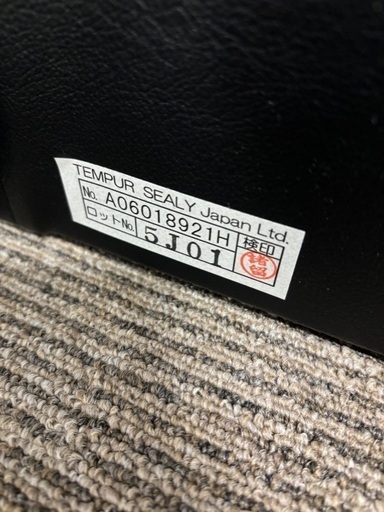 TEMPUR SEALY Japan Ltd.
No. A06018921H 検印
ロットNo. 5J01